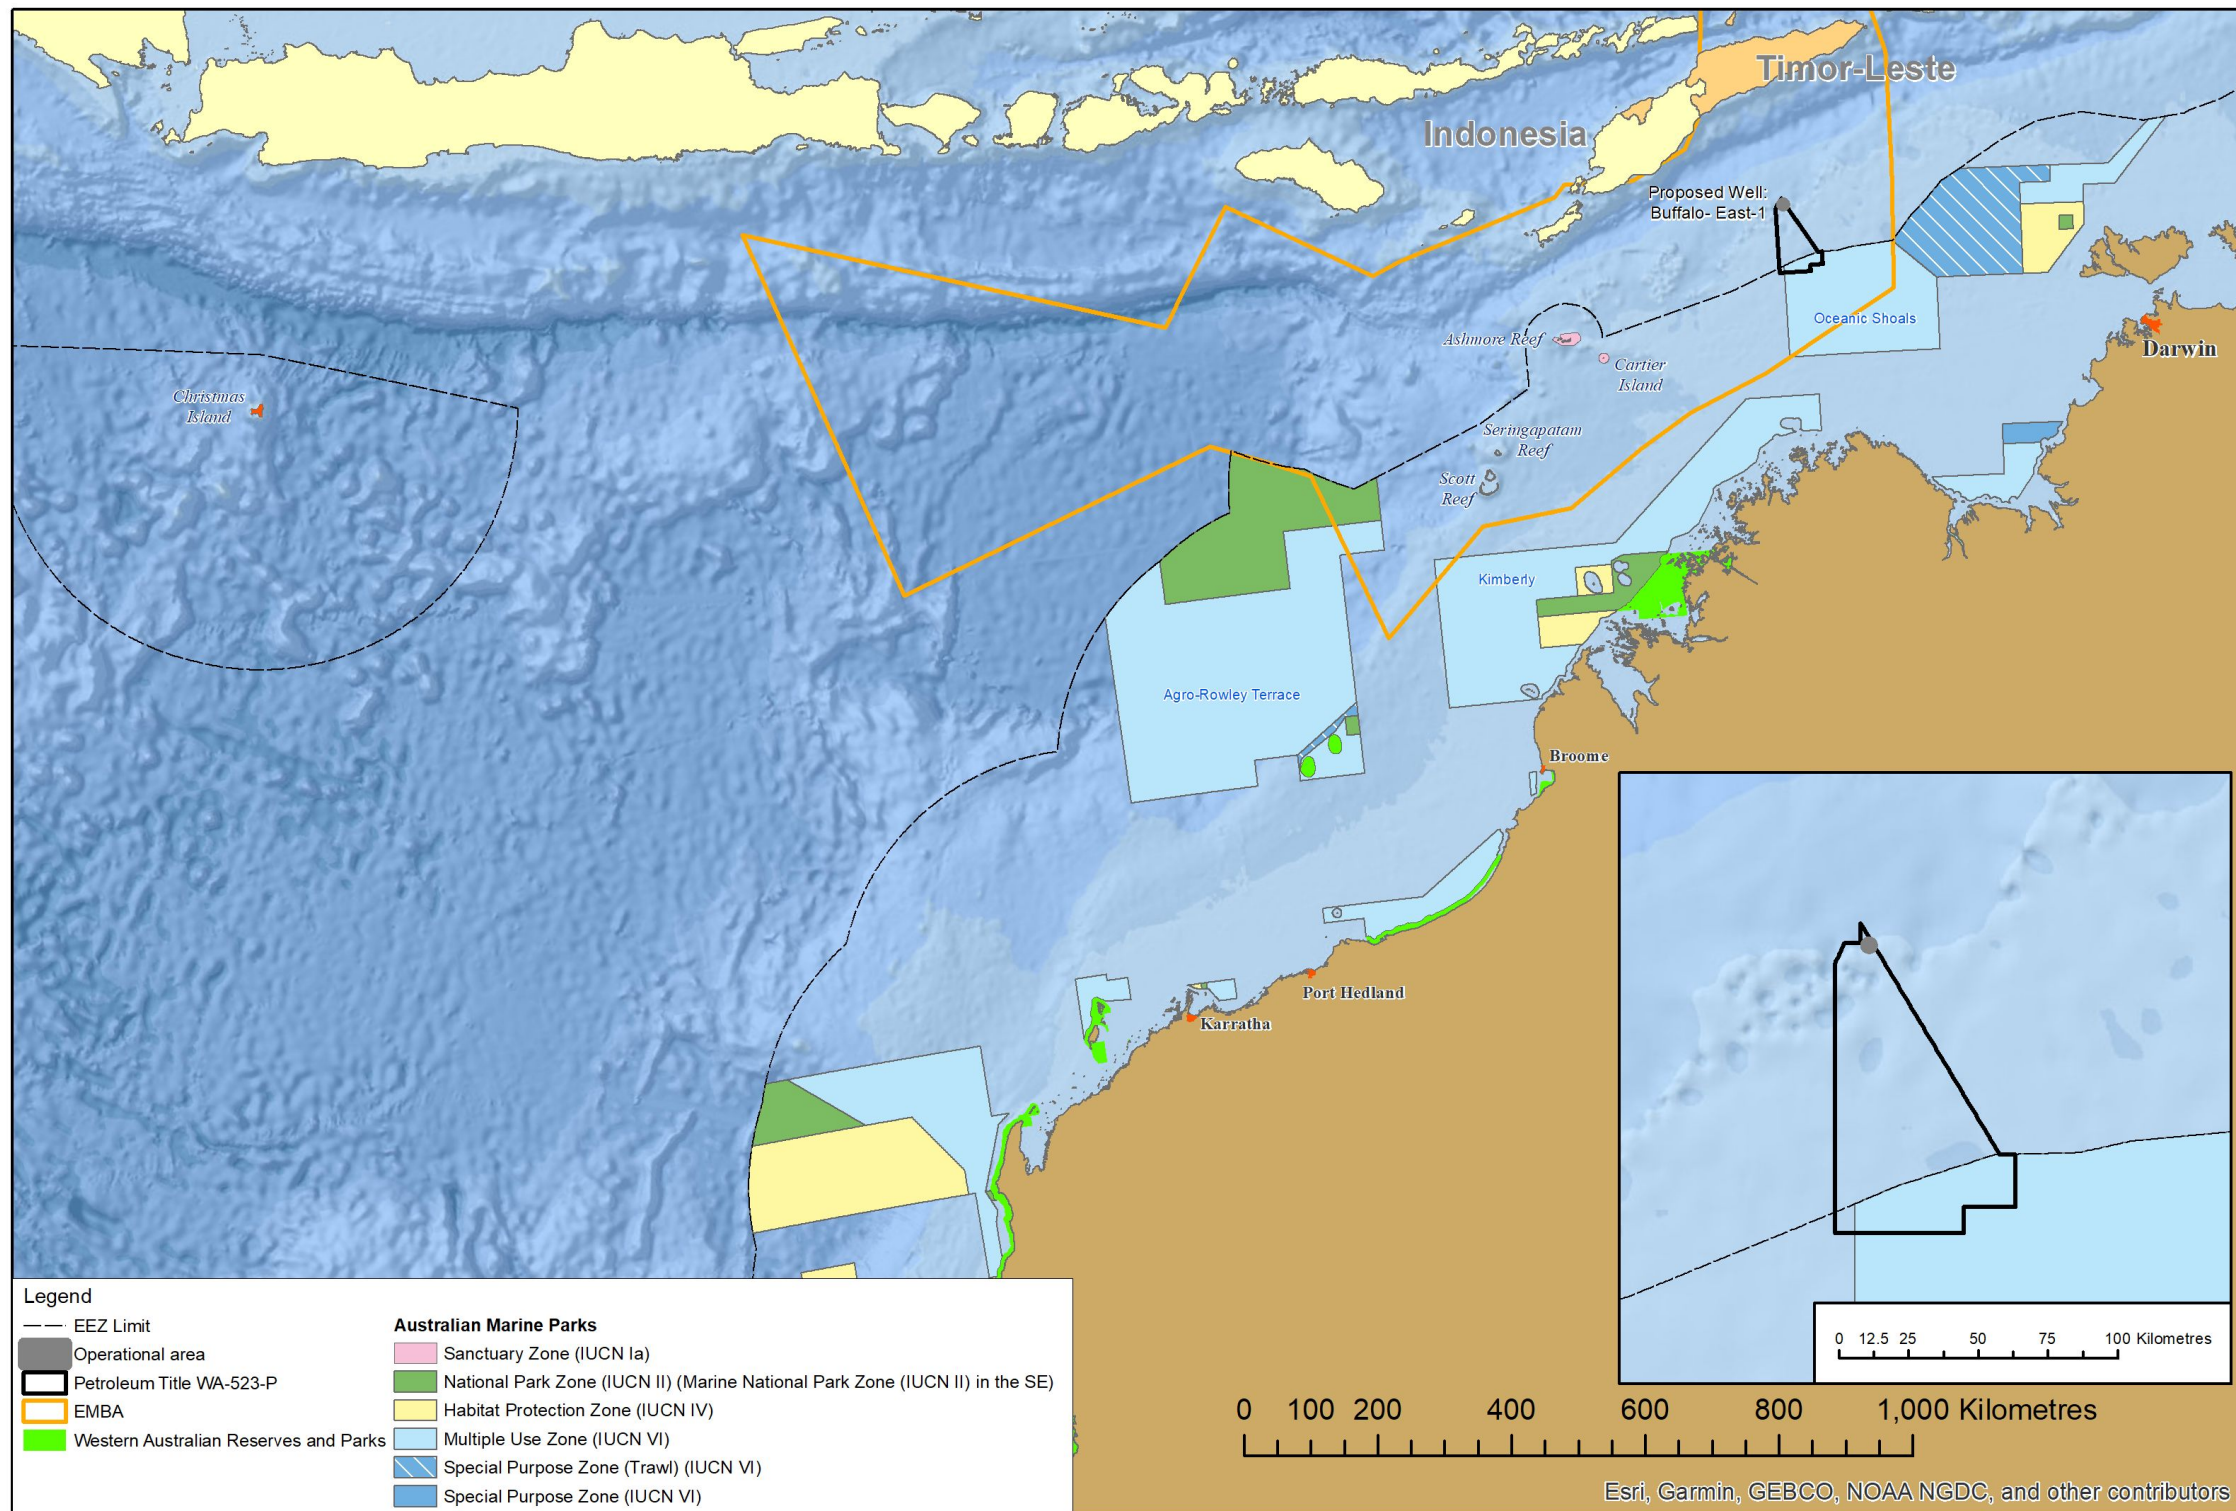 Timor-Leste
Indonesia
Proposed Well:
Buffalo- East-1
Oceanic Shoals
Ashmore Reef
Cartier
Island
Darwin
Christmas
Island
Seringapatam
Reef
Scott
Reef
Kimberly
Agro-Rowley Terrace
Broome
Port Hedland
Karratha
0 12.5 25 50 75 100 Kilometres
Legend
EEZ Limit
Operational area
Petroleum Title WA-523-P
EMBA
Western Australian Reserves and Parks
Australian Marine Parks
Sanctuary Zone (IUCN Ia)
National Park Zone (IUCN II) (Marine National Park Zone (IUCN II) in the SE)
Habitat Protection Zone (IUCN IV)
Multiple Use Zone (IUCN VI)
Special Purpose Zone (Trawl) (IUCN VI)
Special Purpose Zone (IUCN VI)
0 100 200 400 600 800 1,000 Kilometres
Esri, Garmin, GEBCO, NOAA NGDC, and other contributors